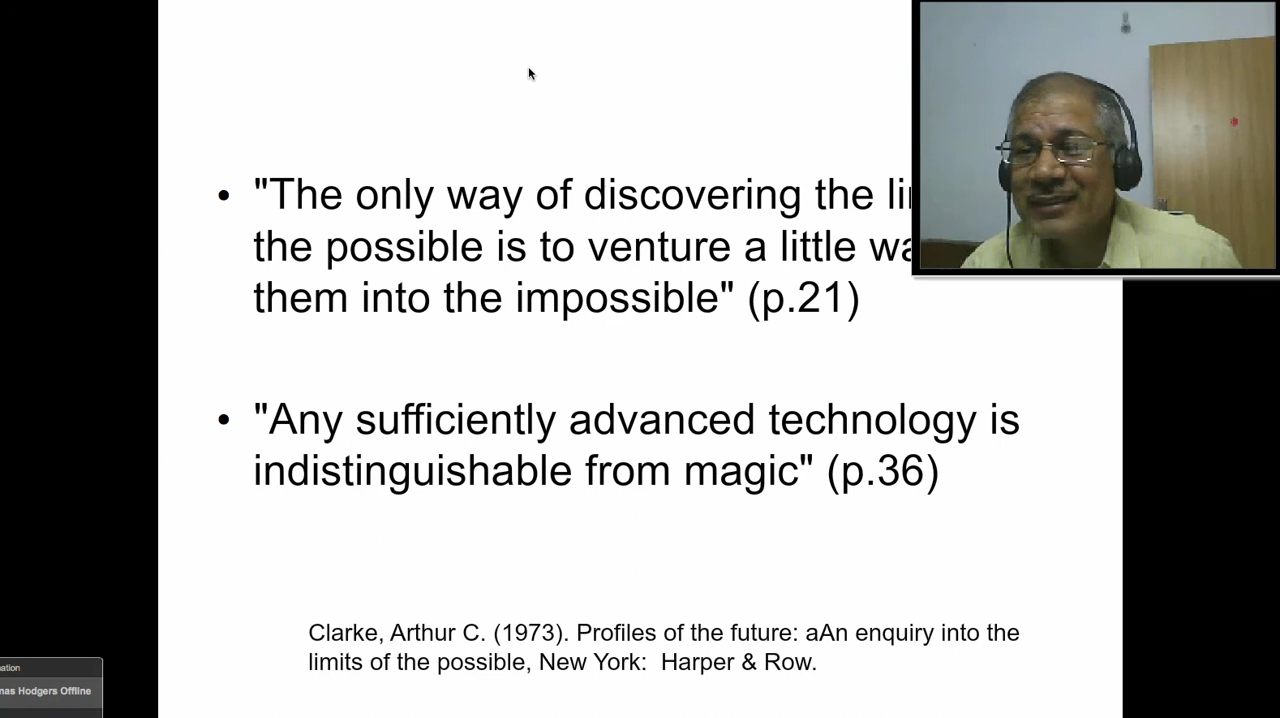 • "The only way of discovering the
the possible is to venture a little
them into the impossible" (p.21)
• "Any sufficiently advanced technology is
indistinguishable from magic" (p.36)
Clarke, Arthur C. (1973). Profiles of the future: aAn enquiry into the
limits of the possible, New York: Harper & Row.
Hodgers Offline